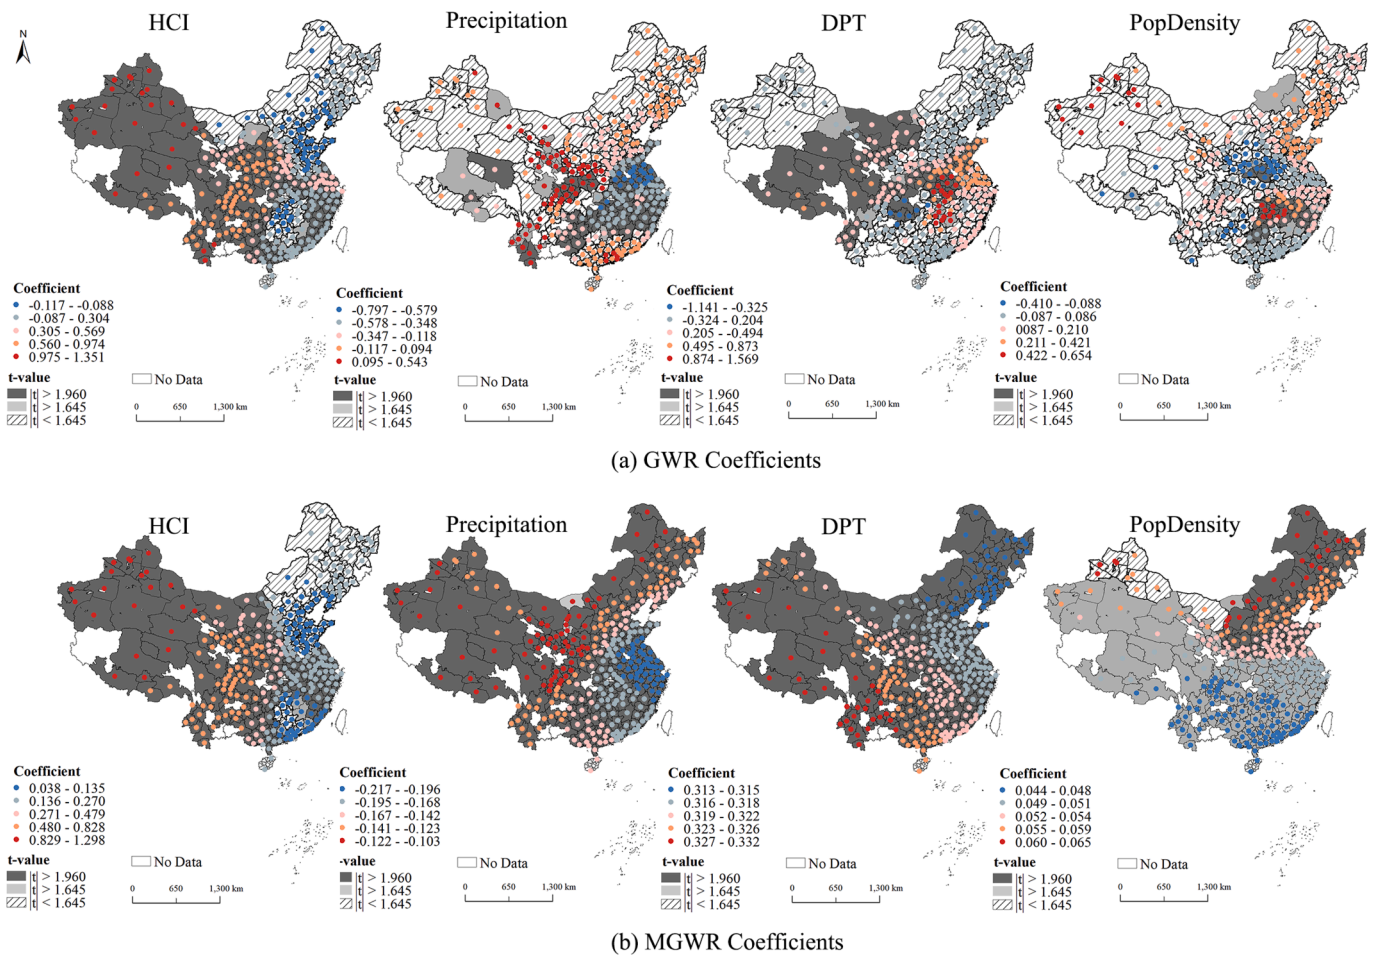 HCI
Precipitation
DPT
PopDensity
N
Coefficient
-0.117 - -0.088
-0.087 - 0.304
0.305 - 0.569
0.560 - 0.974
0.975 - 1.351
t-value
|t| > 1.960
|t| > 1.645
|t| < 1.645
No Data
0 650 1,300 km
Coefficient
-0.797 - -0.579
-0.578 - -0.348
-0.347 - -0.118
-0.117 - 0.094
0.095 - 0.543
t-value
|t| > 1.960
|t| > 1.645
|t| < 1.645
No Data
0 650 1,300 km
Coefficient
-1.141 - -0.325
-0.324 - 0.204
0.205 - -0.494
0.495 - 0.873
0.874 - 1.569
t-value
|t| > 1.960
|t| > 1.645
|t| < 1.645
No Data
0 650 1,300 km
Coefficient
-0.410 - -0.088
-0.087 - -0.086
0087 - 0.210
0.211 - 0.421
0.422 - 0.654
t-value
|t| > 1.960
|t| > 1.645
|t| < 1.645
No Data
0 650 1,300 km
(a) GWR Coefficients
HCI
Precipitation
DPT
PopDensity
Coefficient
0.038 - 0.135
0.136 - 0.270
0.271 - 0.479
0.480 - 0.828
0.829 - 1.298
t-value
|t| > 1.960
|t| > 1.645
|t| < 1.645
No Data
0 650 1,300 km
Coefficient
-0.217 - -0.196
-0.195 - -0.168
-0.167 - -0.142
-0.141 - -0.123
-0.122 - -0.103
-value
|t| > 1.960
|t| > 1.645
|t| < 1.645
No Data
0 650 1,300 km
Coefficient
0.313 - 0.315
0.316 - 0.318
0.319 - 0.322
0.323 - 0.326
0.327 - 0.332
t-value
|t| > 1.960
|t| > 1.645
|t| < 1.645
No Data
0 650 1,300 km
Coefficient
0.044 - 0.048
0.049 - 0.051
0.052 - 0.054
0.055 - 0.059
0.060 - 0.065
t-value
|t| > 1.960
|t| > 1.645
|t| < 1.645
No Data
0 650 1,300 km
(b) MGWR Coefficients